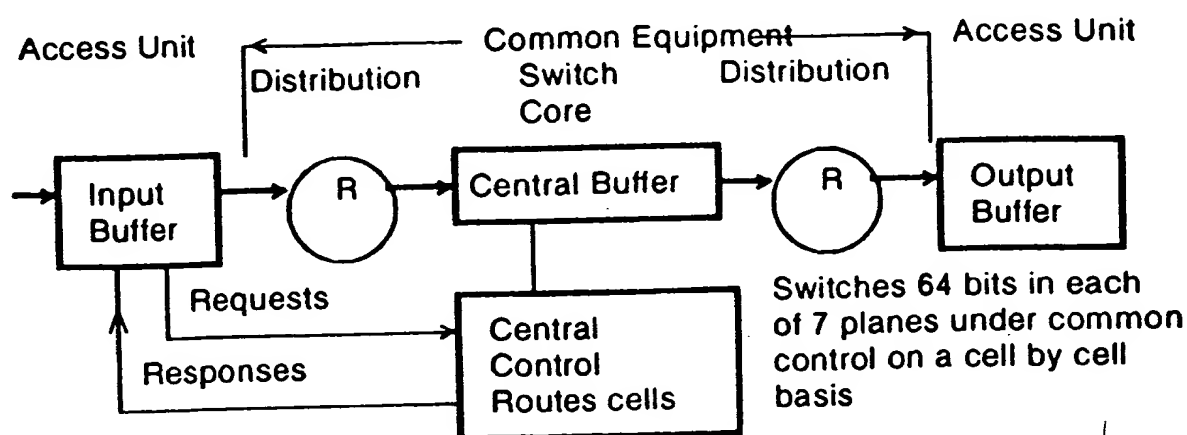 Access Unit
Common Equipment
Access Unit
Distribution
Switch
Core
Distribution
Input
Buffer
R
Central Buffer
R
Output
Buffer
Requests
Responses
Central
Control
Routes cells
Switches 64 bits in each
of 7 planes under common
control on a cell by cell
basis